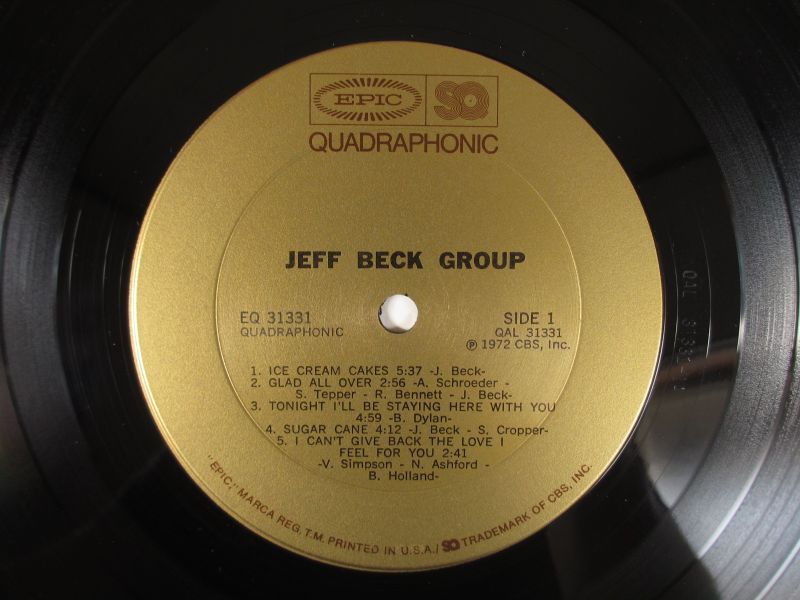 EPIC SQ
QUADRAPHONIC
JEFF BECK GROUP
EQ 31331
QUADRAPHONIC
SIDE 1
QAL 31331
Ⓟ 1972 CBS, Inc.
1. ICE CREAM CAKES 5:37 -J. Beck-
2. GLAD ALL OVER 2:56 -A. Schroeder -
S. Tepper - R. Bennett - J. Beck-
3. TONIGHT I'LL BE STAYING HERE WITH YOU
4:59 -B. Dylan-
4. SUGAR CANE 4:12 -J. Beck - S. Cropper-
5. I CAN'T GIVE BACK THE LOVE I
FEEL FOR YOU 2:41
-V. Simpson - N. Ashford -
B. Holland-
"EPIC," MARCA REG. T.M. PRINTED IN U.S.A./ SQ TRADEMARK OF CBS, INC.
QAL 31331